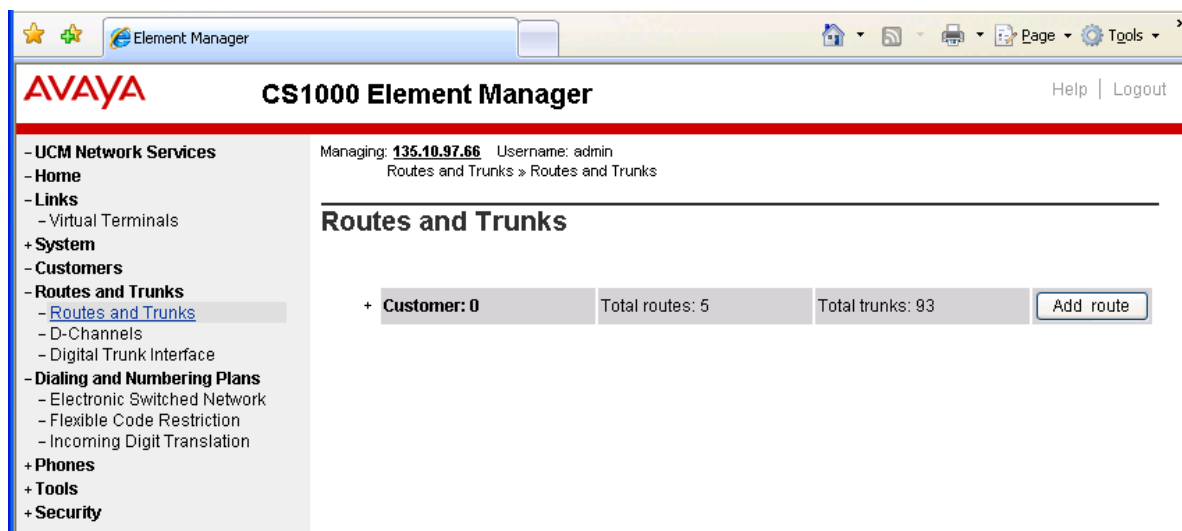 Element Manager
Page
Tools
AVAYA
CS1000 Element Manager
Help | Logout
– UCM Network Services
– Home
– Links
– Virtual Terminals
+ System
– Customers
– Routes and Trunks
– Routes and Trunks
– D-Channels
– Digital Trunk Interface
– Dialing and Numbering Plans
– Electronic Switched Network
– Flexible Code Restriction
– Incoming Digit Translation
+ Phones
+ Tools
+ Security
Managing: 135.10.97.66 Username: admin
Routes and Trunks » Routes and Trunks
Routes and Trunks
+ Customer: 0 Total routes: 5 Total trunks: 93 Add route